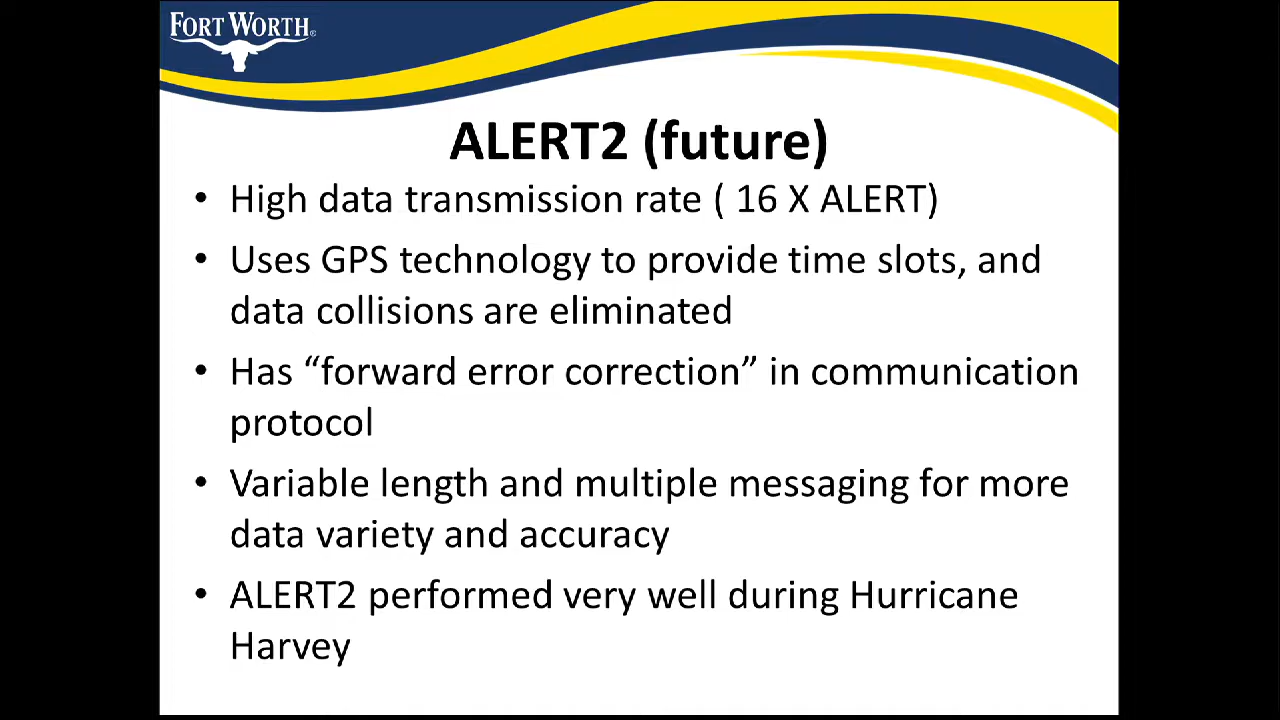 FORT WORTH®
ALERT2 (future)
• High data transmission rate ( 16 X ALERT)
• Uses GPS technology to provide time slots, and
data collisions are eliminated
• Has “forward error correction” in communication
protocol
• Variable length and multiple messaging for more
data variety and accuracy
• ALERT2 performed very well during Hurricane
Harvey